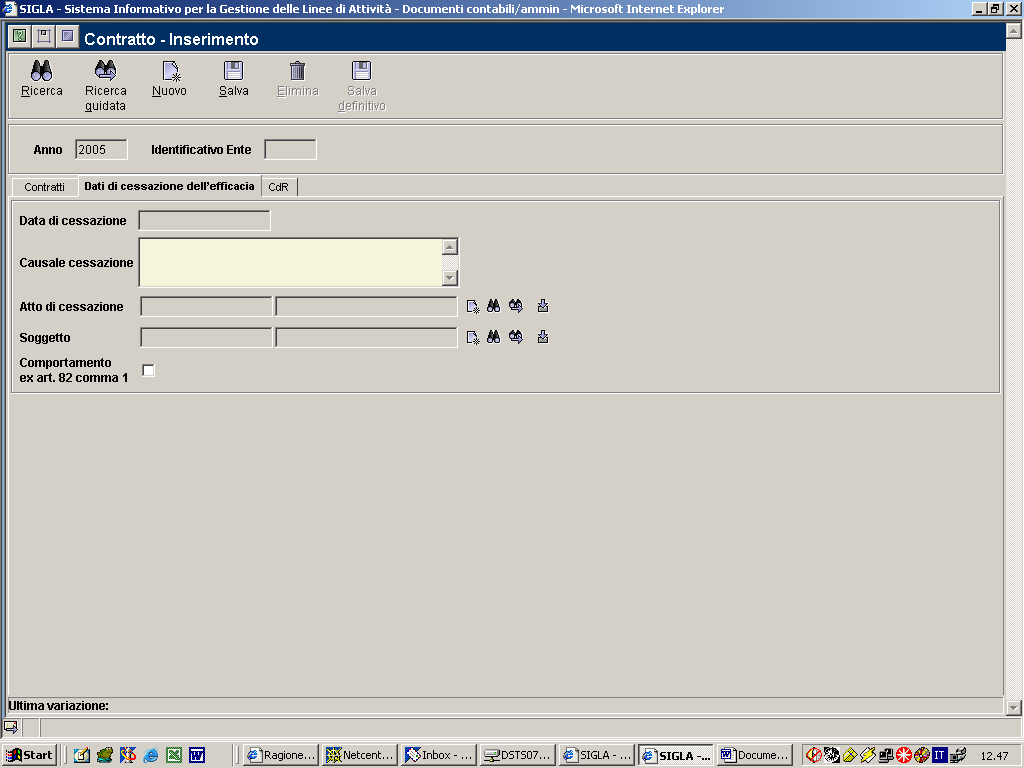 SIGLA - Sistema Informativo per la Gestione delle Linee di Attività - Documenti contabili/ammin - Microsoft Internet Explorer
Contratto - Inserimento
Ricerca
Ricerca guidata
Nuovo
Salva
Elimina
Salva definitivo
Anno 2005 Identificativo Ente
Contratti Dati di cessazione dell'efficacia CdR
Data di cessazione
Causale cessazione
Atto di cessazione
Soggetto
Comportamento
ex art. 82 comma 1
Ultima variazione:
Start Ragione... Netcent... Inbox - ... DSTS07... SIGLA - ... SIGLA -... Docume... IT 12.47